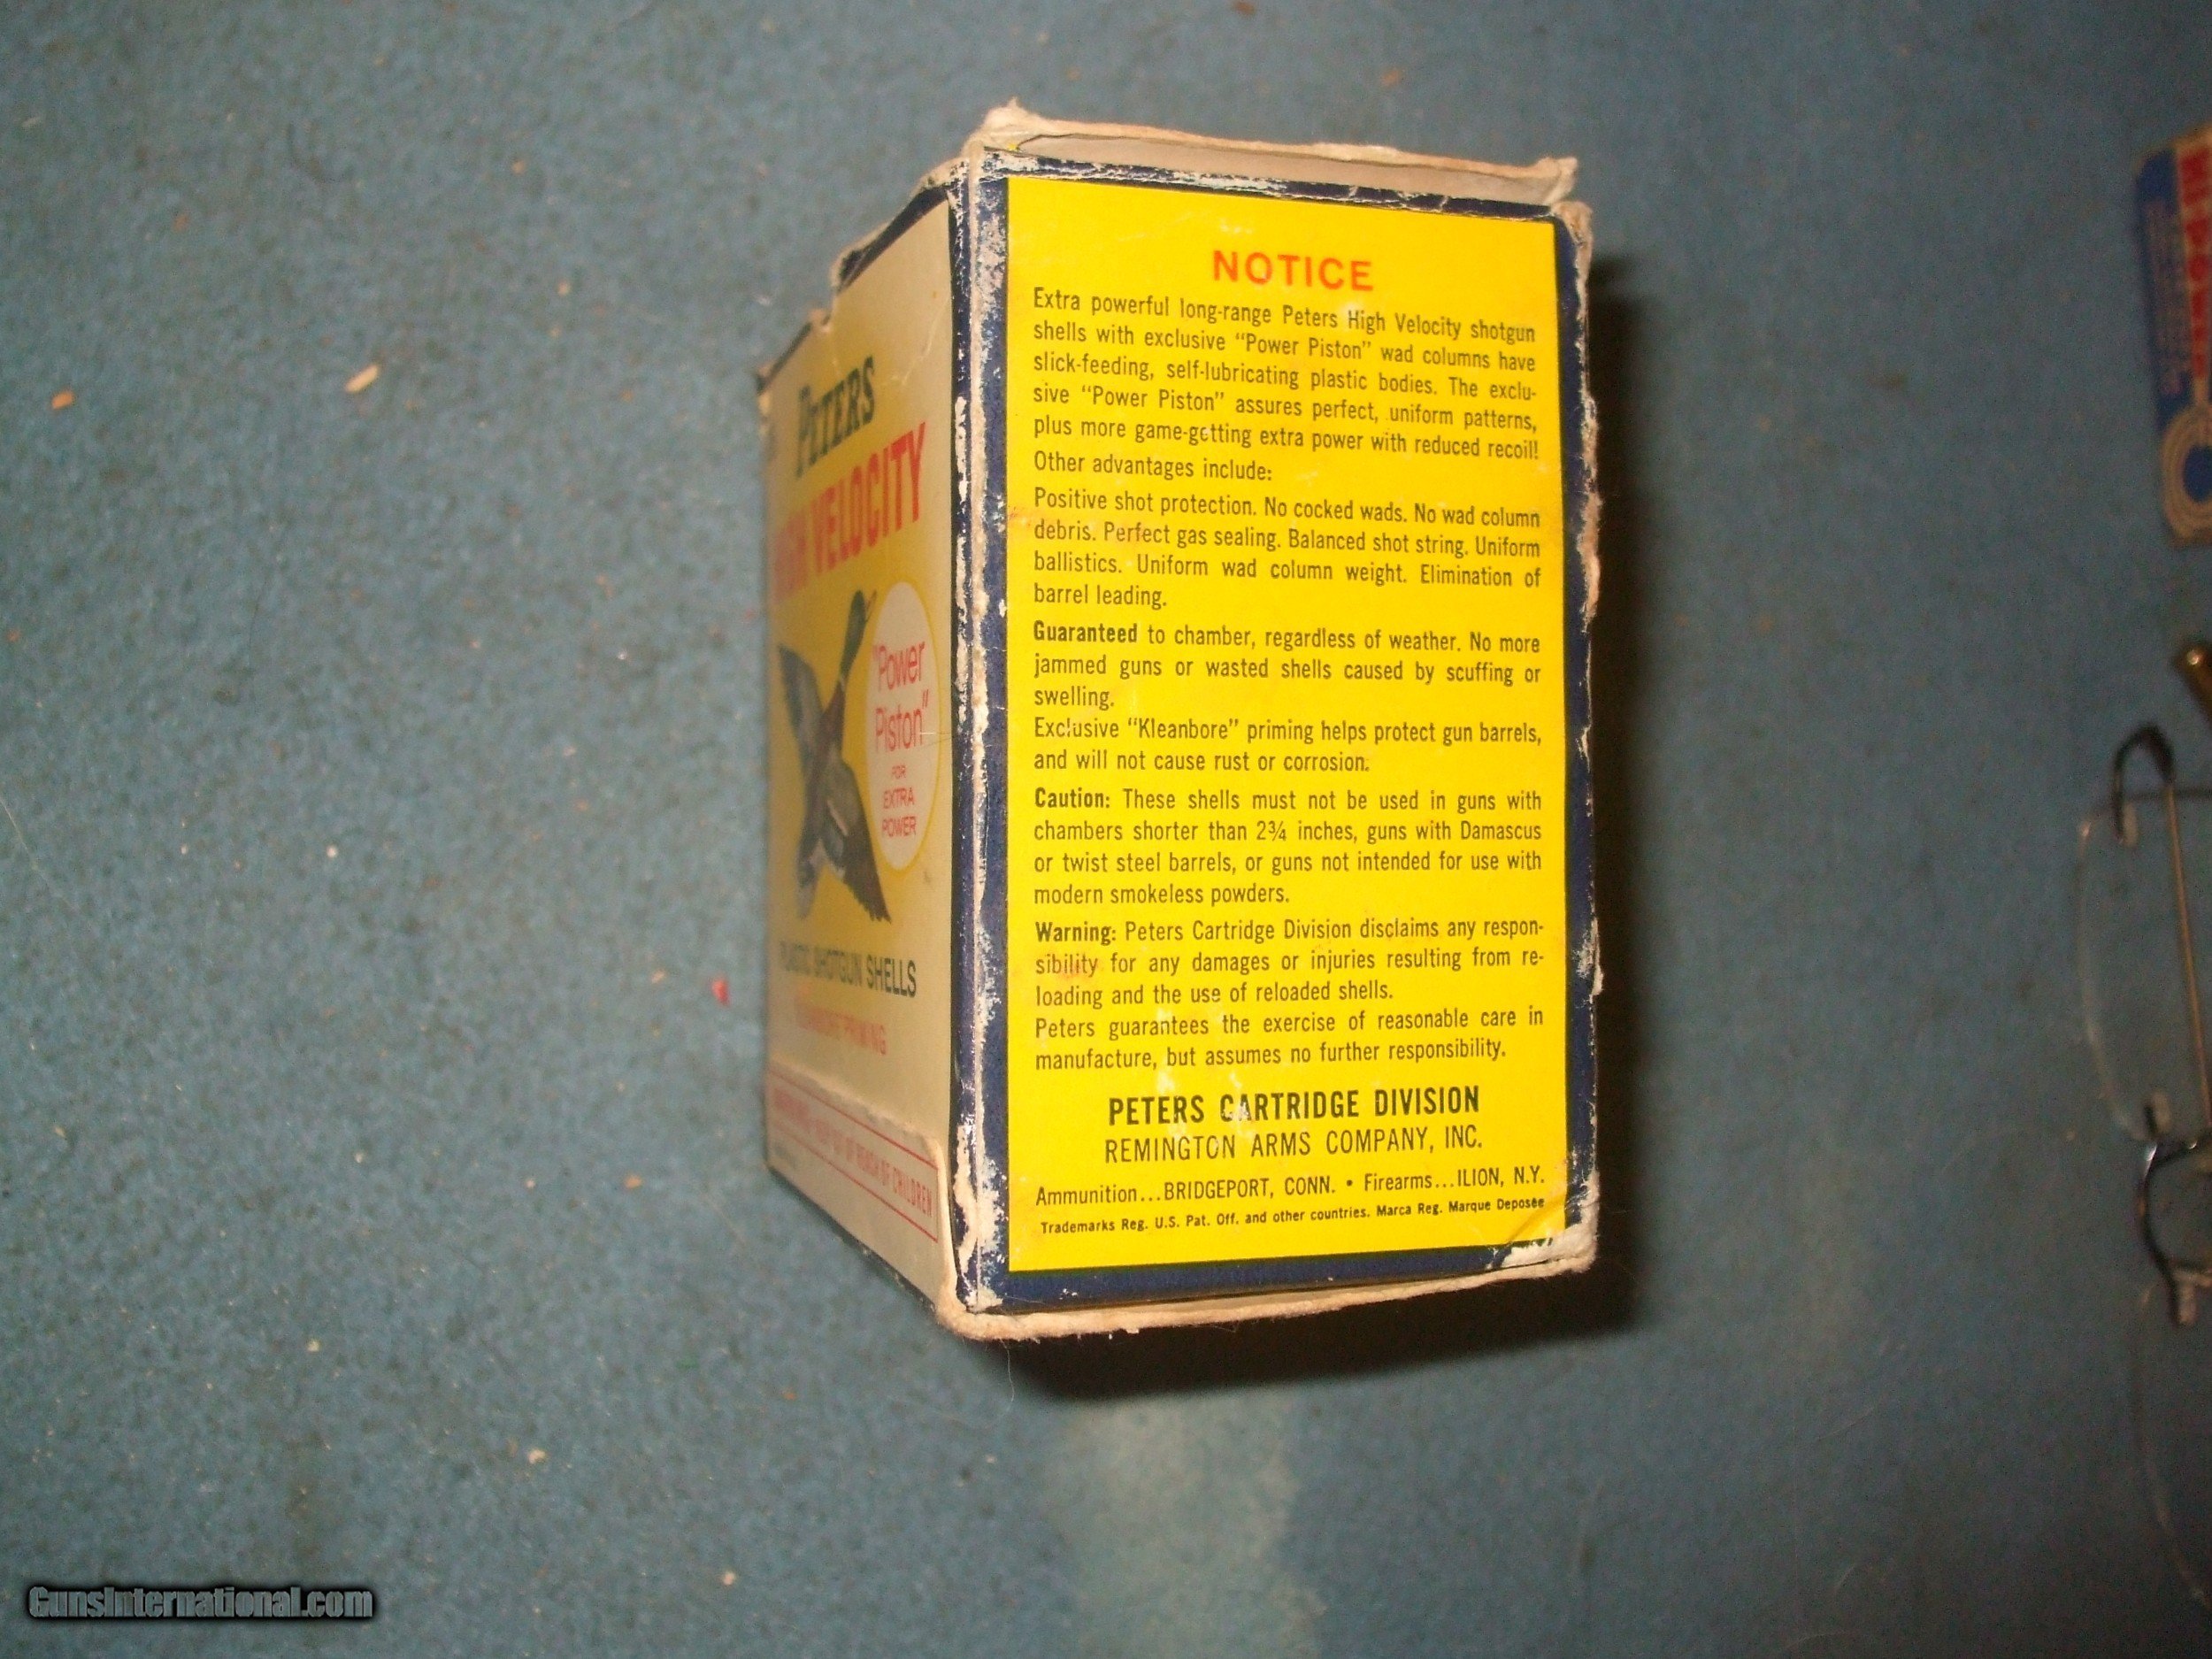 PETERS
HIGH VELOCITY
"Power
Piston"
FOR
EXTRA
POWER
PLASTIC SHOTGUN SHELLS
PRIMING
OUT OF REACH OF CHILDREN
NOTICE
Extra powerful long-range Peters High Velocity shotgun
shells with exclusive "Power Piston" wad columns have
slick-feeding, self-lubricating plastic bodies. The exclu-
sive "Power Piston" assures perfect, uniform patterns,
plus more game-getting extra power with reduced recoil!
Other advantages include:
Positive shot protection. No cocked wads. No wad column
debris. Perfect gas sealing. Balanced shot string. Uniform
ballistics. Uniform wad column weight. Elimination of
barrel leading.
Guaranteed to chamber, regardless of weather. No more
jammed guns or wasted shells caused by scuffing or
swelling.
Exclusive "Kleanbore" priming helps protect gun barrels,
and will not cause rust or corrosion.
Caution: These shells must not be used in guns with
chambers shorter than 2¾ inches, guns with Damascus
or twist steel barrels, or guns not intended for use with
modern smokeless powders.
Warning: Peters Cartridge Division disclaims any respon-
sibility for any damages or injuries resulting from re-
loading and the use of reloaded shells.
Peters guarantees the exercise of reasonable care in
manufacture, but assumes no further responsibility.
PETERS CARTRIDGE DIVISION
REMINGTON ARMS COMPANY, INC.
Ammunition...BRIDGEPORT, CONN. • Firearms...ILION, N.Y.
Trademarks Reg. U.S. Pat. Off. and other countries. Marca Reg. Marque Deposée
GunsInternational.com